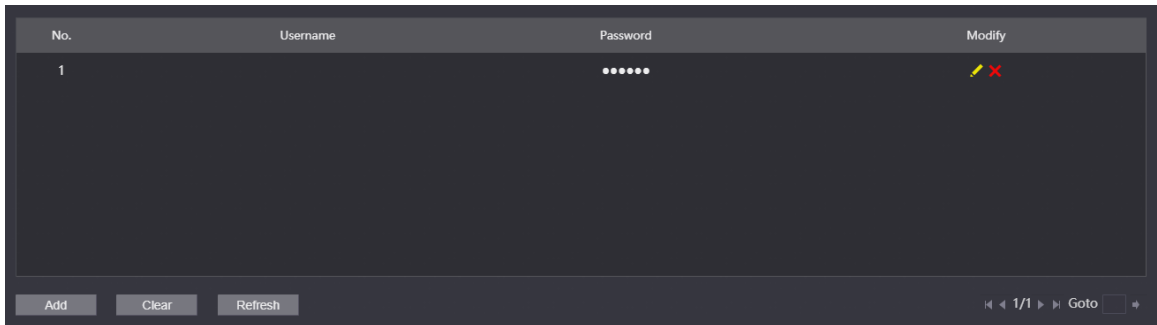 No. Username Password Modify
1 ●●●●●●
Add Clear Refresh 1/1 Goto